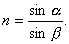 n = sin α / sin β.